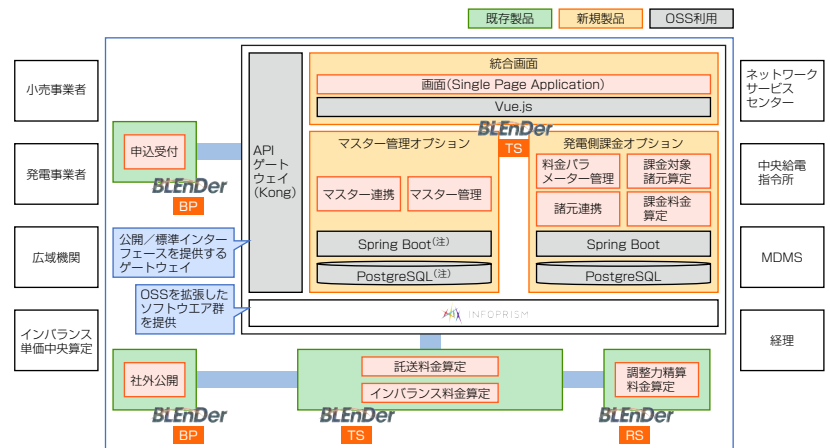 既存製品
新規製品
OSS利用
小売事業者
発電事業者
広域機関
インバランス
単価中央算定
申込受付
BLEnDer
BP
公開／標準インター
フェースを提供する
ゲートウェイ
OSSを拡張した
ソフトウエア群
を提供
API
ゲート
ウェイ
(Kong)
統合画面
画面(Single Page Application)
Vue.js
BLEnDer
TS
マスター管理オプション
マスター連携
マスター管理
Spring Boot(注)
PostgreSQL(注)
発電側課金オプション
料金パラ
メーター管理
課金対象
諸元算定
諸元連携
課金料金
算定
Spring Boot
PostgreSQL
INFOPRISM
社外公開
BLEnDer
BP
託送料金算定
インバランス料金算定
BLEnDer
TS
調整力精算
料金算定
BLEnDer
RS
ネットワーク
サービス
センター
中央給電
指令所
MDMS
経理